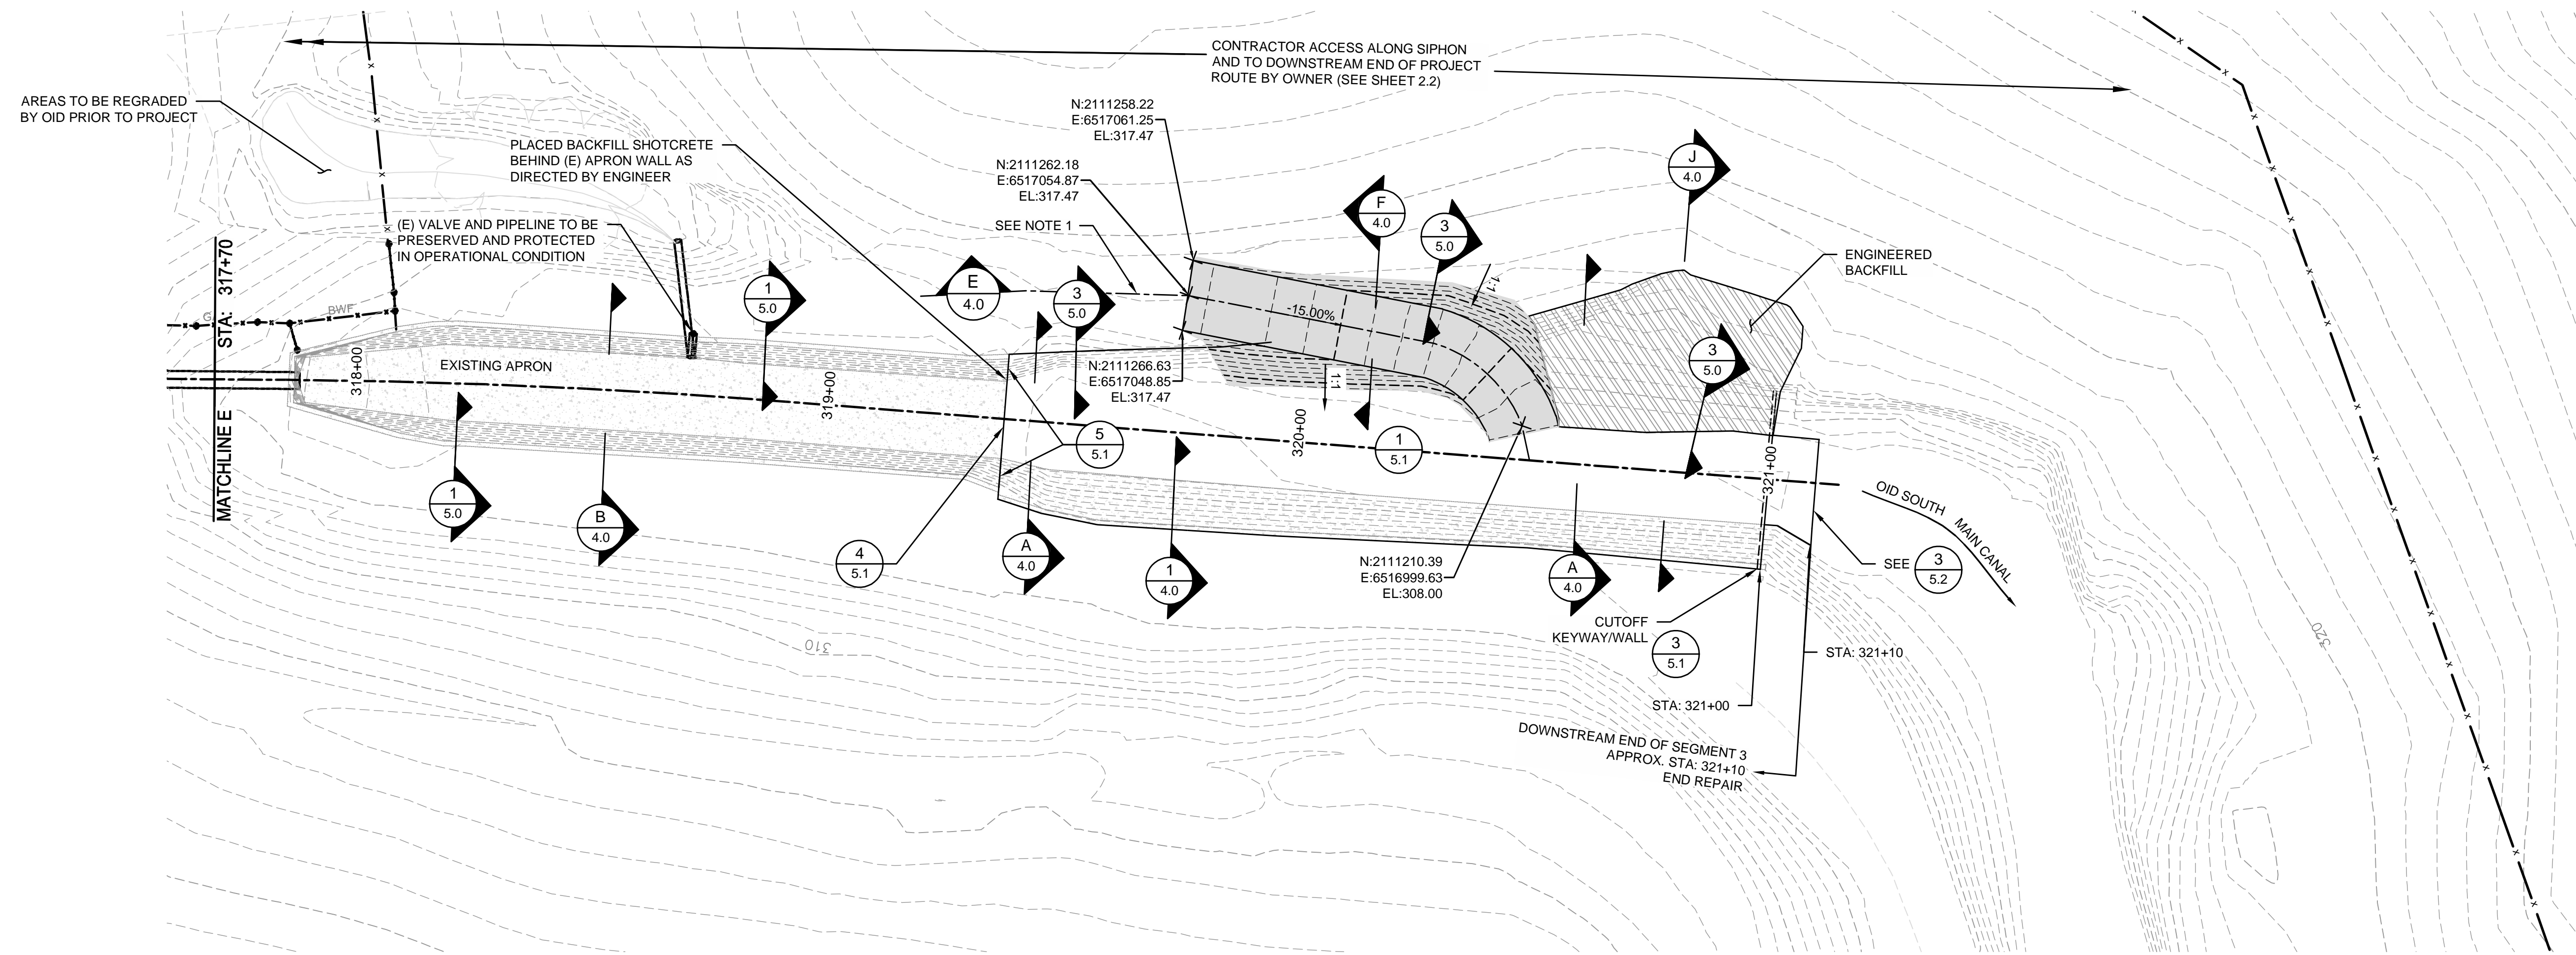 CONTRACTOR ACCESS ALONG SIPHON
AND TO DOWNSTREAM END OF PROJECT
ROUTE BY OWNER (SEE SHEET 2.2)
AREAS TO BE REGRADED
BY OID PRIOR TO PROJECT
PLACED BACKFILL SHOTCRETE
BEHIND (E) APRON WALL AS
DIRECTED BY ENGINEER
(E) VALVE AND PIPELINE TO BE
PRESERVED AND PROTECTED
IN OPERATIONAL CONDITION
N:2111258.22
E:6517061.25
EL:317.47
N:2111262.18
E:6517054.87
EL:317.47
SEE NOTE 1
E
4.0
3
5.0
1
5.0
F
4.0
3
5.0
J
4.0
ENGINEERED
BACKFILL
1:1
-15.00%
1:1
3
5.0
N:2111266.63
E:6517048.85
EL:317.47
MATCHLINE E STA: 317+70
G
BWF
318+00
EXISTING APRON
319+00
320+00
321+00
5
5.1
1
5.1
1
5.0
B
4.0
4
5.1
A
4.0
1
4.0
N:2111210.39
E:6516999.63
EL:308.00
A
4.0
OID SOUTH MAIN CANAL
SEE
3
5.2
CUTOFF
KEYWAY/WALL
3
5.1
STA: 321+10
STA: 321+00
DOWNSTREAM END OF SEGMENT 3
APPROX. STA: 321+10
END REPAIR
310
320